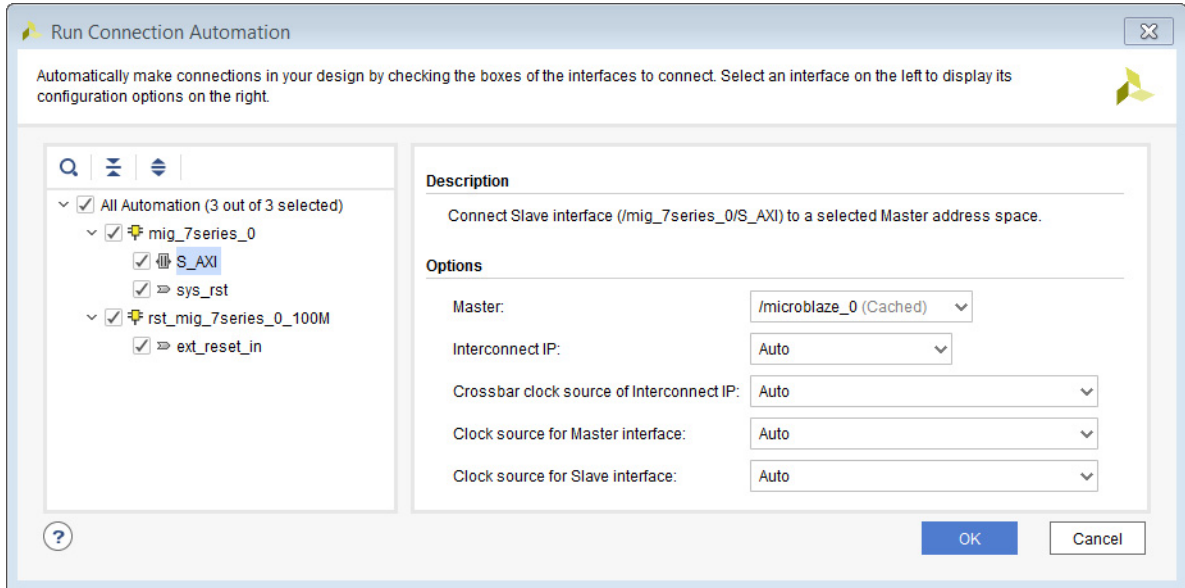 Run Connection Automation
Automatically make connections in your design by checking the boxes of the interfaces to connect. Select an interface on the left to display its
configuration options on the right.
All Automation (3 out of 3 selected)
mig_7series_0
S_AXI
sys_rst
rst_mig_7series_0_100M
ext_reset_in
Description
Connect Slave interface (/mig_7series_0/S_AXI) to a selected Master address space.
Options
Master: /microblaze_0 (Cached)
Interconnect IP: Auto
Crossbar clock source of Interconnect IP: Auto
Clock source for Master interface: Auto
Clock source for Slave interface: Auto
? OK Cancel